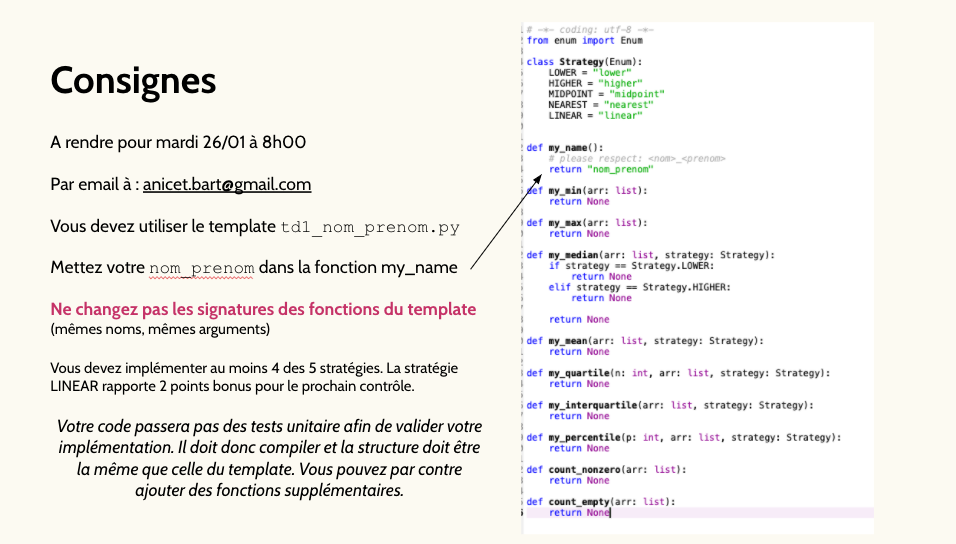 Consignes
A rendre pour mardi 26/01 à 8h00
Par email à : anicet.bart@gmail.com
Vous devez utiliser le template td1_nom_prenom.py
Mettez votre nom_prenom dans la fonction my_name
Ne changez pas les signatures des fonctions du template
(mêmes noms, mêmes arguments)
Vous devez implémenter au moins 4 des 5 stratégies. La stratégie
LINEAR rapporte 2 points bonus pour le prochain contrôle.
Votre code passera pas des tests unitaire afin de valider votre
implémentation. Il doit donc compiler et la structure doit être
la même que celle du template. Vous pouvez par contre
ajouter des fonctions supplémentaires.
# -*- coding: utf-8 -*-
from enum import Enum
class Strategy(Enum):
    LOWER = "lower"
    HIGHER = "higher"
    MIDPOINT = "midpoint"
    NEAREST = "nearest"
    LINEAR = "linear"
def my_name():
    # please respect: <nom>_<prenom>
    return "nom_prenom"
def my_min(arr: list):
    return None
def my_max(arr: list):
    return None
def my_median(arr: list, strategy: Strategy):
    if strategy == Strategy.LOWER:
        return None
    elif strategy == Strategy.HIGHER:
        return None
    return None
def my_mean(arr: list, strategy: Strategy):
    return None
def my_quartile(n: int, arr: list, strategy: Strategy):
    return None
def my_interquartile(arr: list, strategy: Strategy):
    return None
def my_percentile(p: int, arr: list, strategy: Strategy):
    return None
def count_nonzero(arr: list):
    return None
def count_empty(arr: list):
    return None